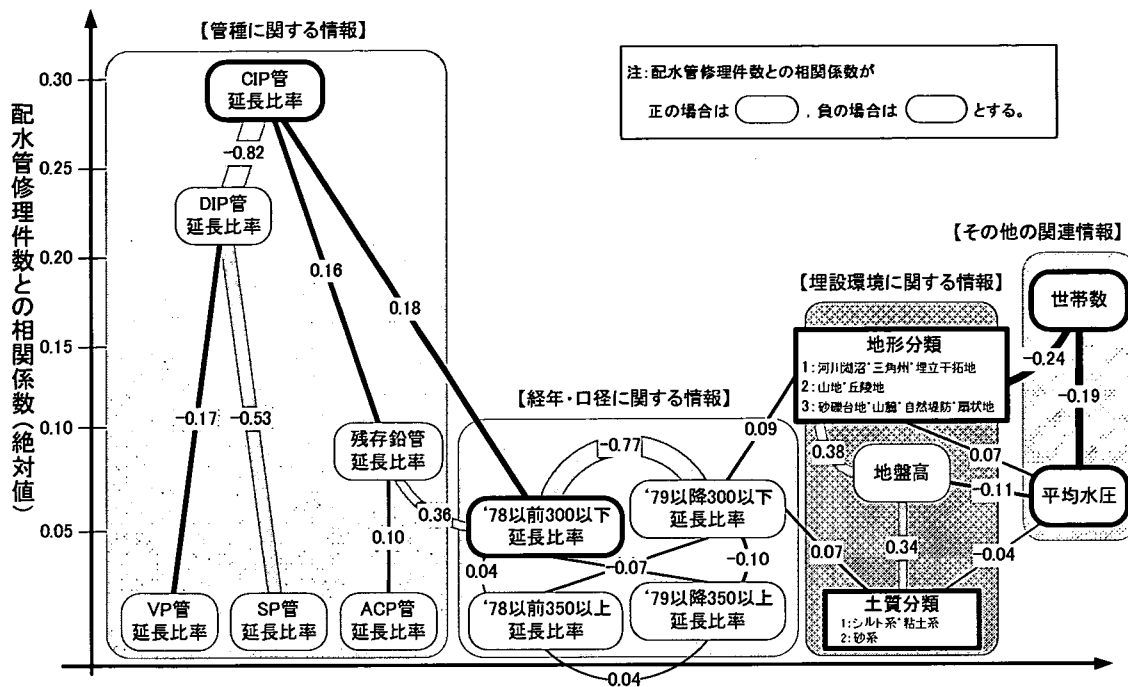 【管種に関する情報】
注:配水管修理件数との相関係数が
正の場合は ,負の場合は とする。
配水管修理件数との相関係数(絶対値)
0.30
0.25
0.20
0.15
0.10
0.05
CIP管
延長比率
-0.82
DIP管
延長比率
0.16
0.18
-0.17
-0.53
残存鉛管
延長比率
0.36
0.10
VP管
延長比率
SP管
延長比率
ACP管
延長比率
【経年・口径に関する情報】
-0.77
'78以前300以下
延長比率
'79以降300以下
延長比率
0.04
-0.07
-0.10
'78以前350以上
延長比率
'79以降350以上
延長比率
0.04
0.09
0.07
【埋設環境に関する情報】
地形分類
1:河川湖沼゛三角州゛埋立干拓地
2:山地゛丘陵地
3:砂礫台地゛山麓゛自然堤防゛扇状地
0.38
地盤高
0.34
土質分類
1:シルト系゛粘土系
2:砂系
【その他の関連情報】
世帯数
-0.24
-0.19
0.07
-0.11
平均水圧
-0.04